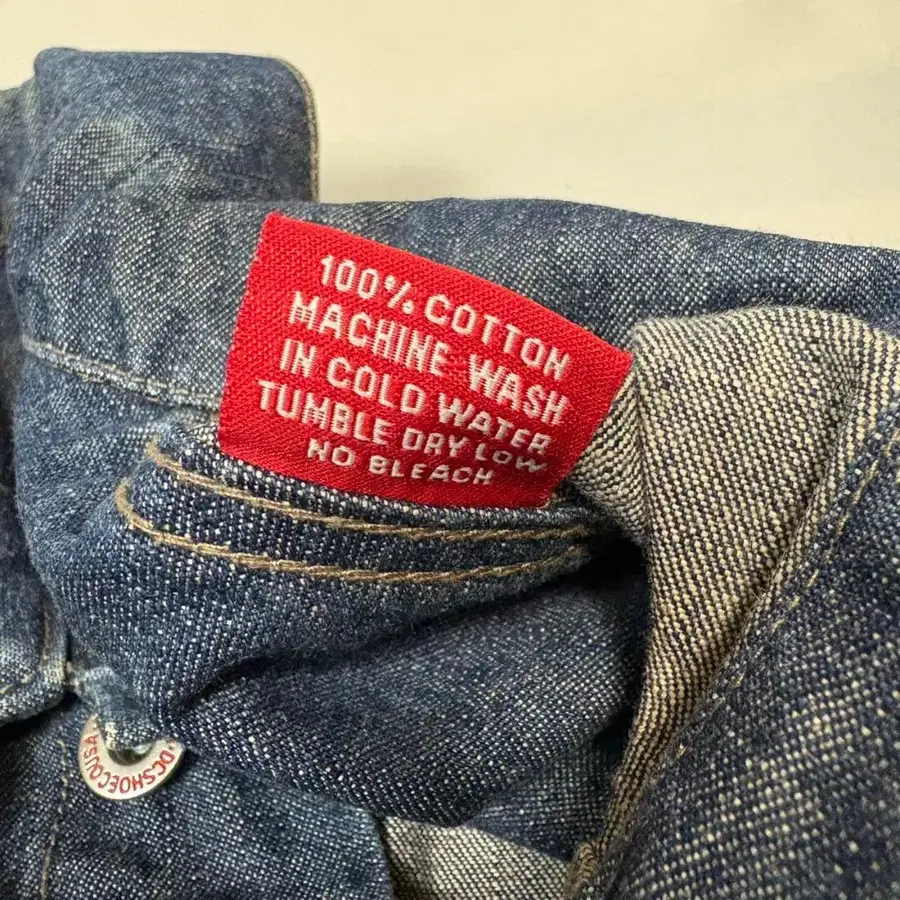 100% COTTON
MACHINE WASH
IN COLD WATER
TUMBLE DRY LOW
NO BLEACH
DCSHOECOUSA